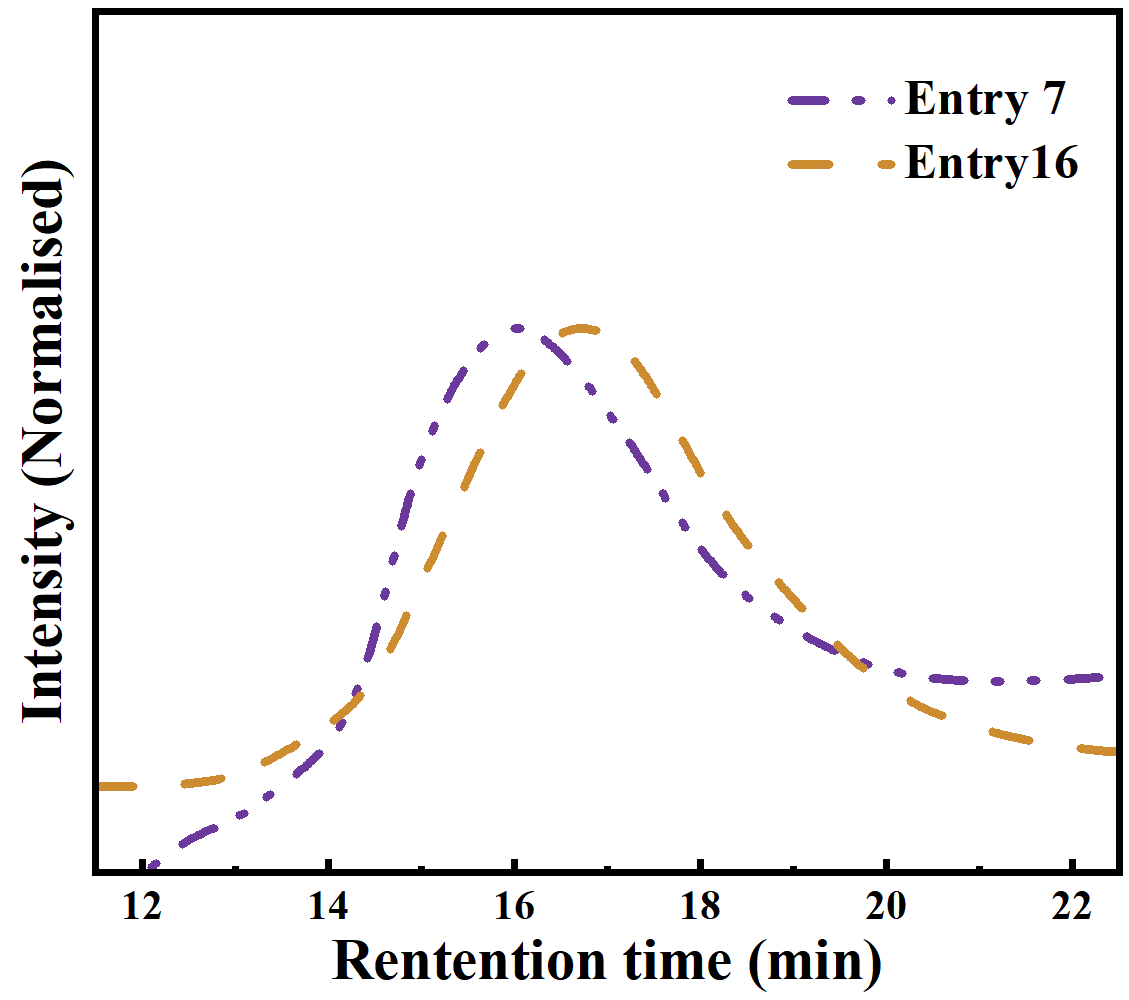 Entry 7
Entry16
Intensity (Normalised)
12 14 16 18 20 22
Rentention time (min)